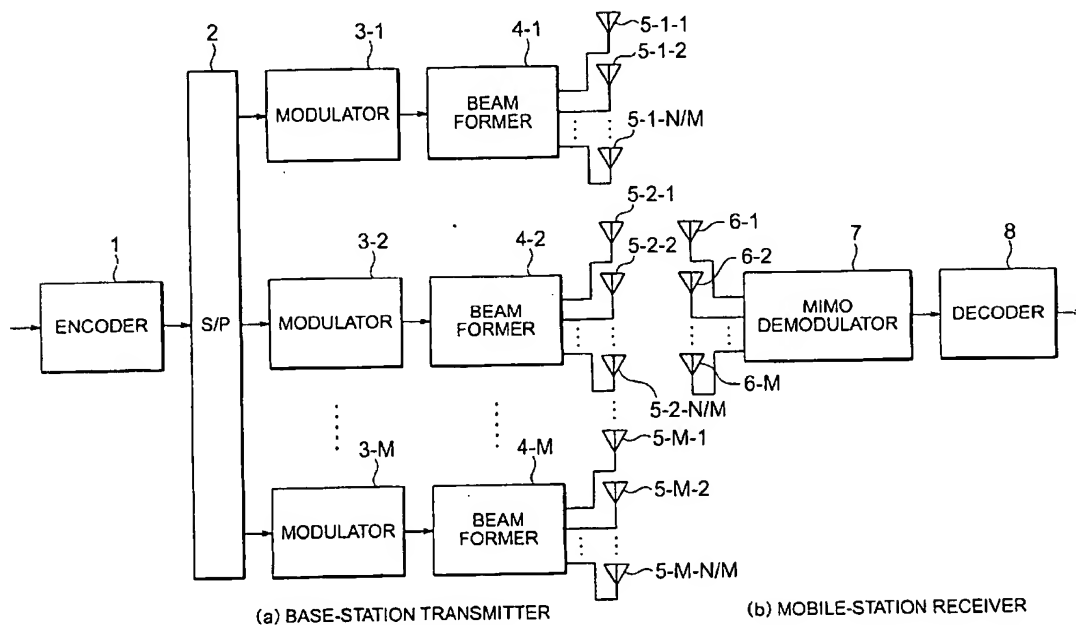 5-1-1
2
3-1
4-1
5-1-2
MODULATOR
BEAM
FORMER
5-1-N/M
5-2-1
6-1
1
3-2
4-2
5-2-2
6-2
7
8
ENCODER
S/P
MODULATOR
BEAM
FORMER
MIMO
DEMODULATOR
DECODER
6-M
5-2-N/M
3-M
4-M
5-M-1
5-M-2
MODULATOR
BEAM
FORMER
5-M-N/M
(a) BASE-STATION TRANSMITTER
(b) MOBILE-STATION RECEIVER